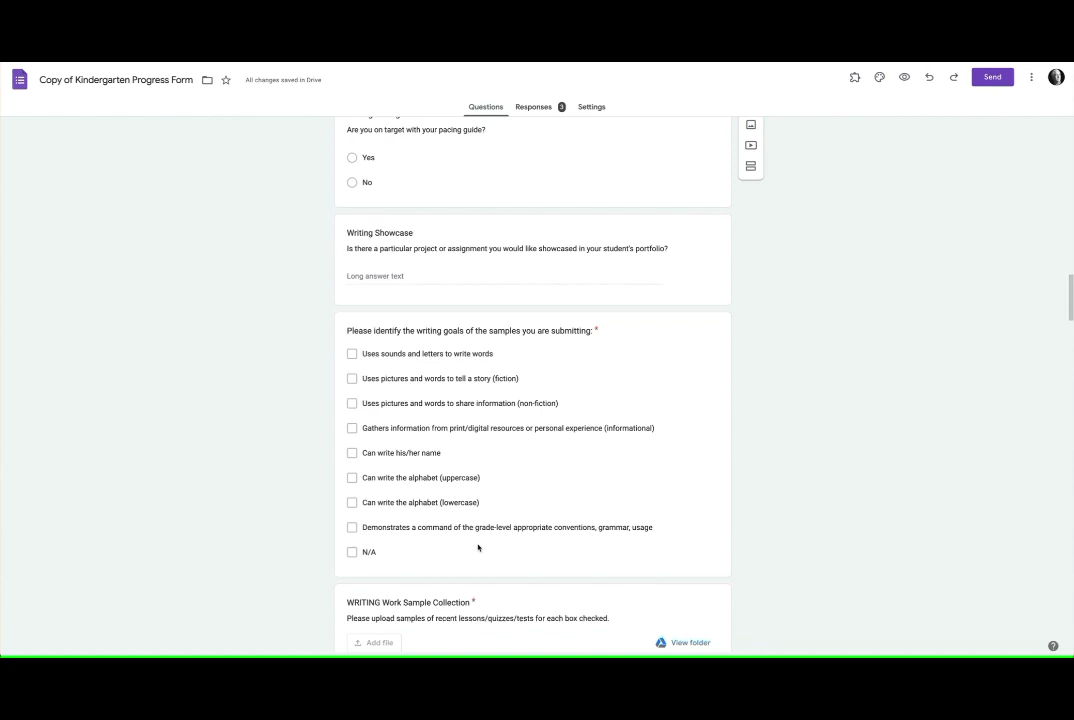 Copy of Kindergarten Progress Form
All changes saved in Drive
Send
Questions
Responses 3
Settings
Are you on target with your pacing guide?
Yes
No
Writing Showcase
Is there a particular project or assignment you would like showcased in your student's portfolio?
Long answer text
Please identify the writing goals of the samples you are submitting: *
Uses sounds and letters to write words
Uses pictures and words to tell a story (fiction)
Uses pictures and words to share information (non-fiction)
Gathers information from print/digital resources or personal experience (informational)
Can write his/her name
Can write the alphabet (uppercase)
Can write the alphabet (lowercase)
Demonstrates a command of the grade-level appropriate conventions, grammar, usage
N/A
WRITING Work Sample Collection *
Please upload samples of recent lessons/quizzes/tests for each box checked.
Add file
View folder